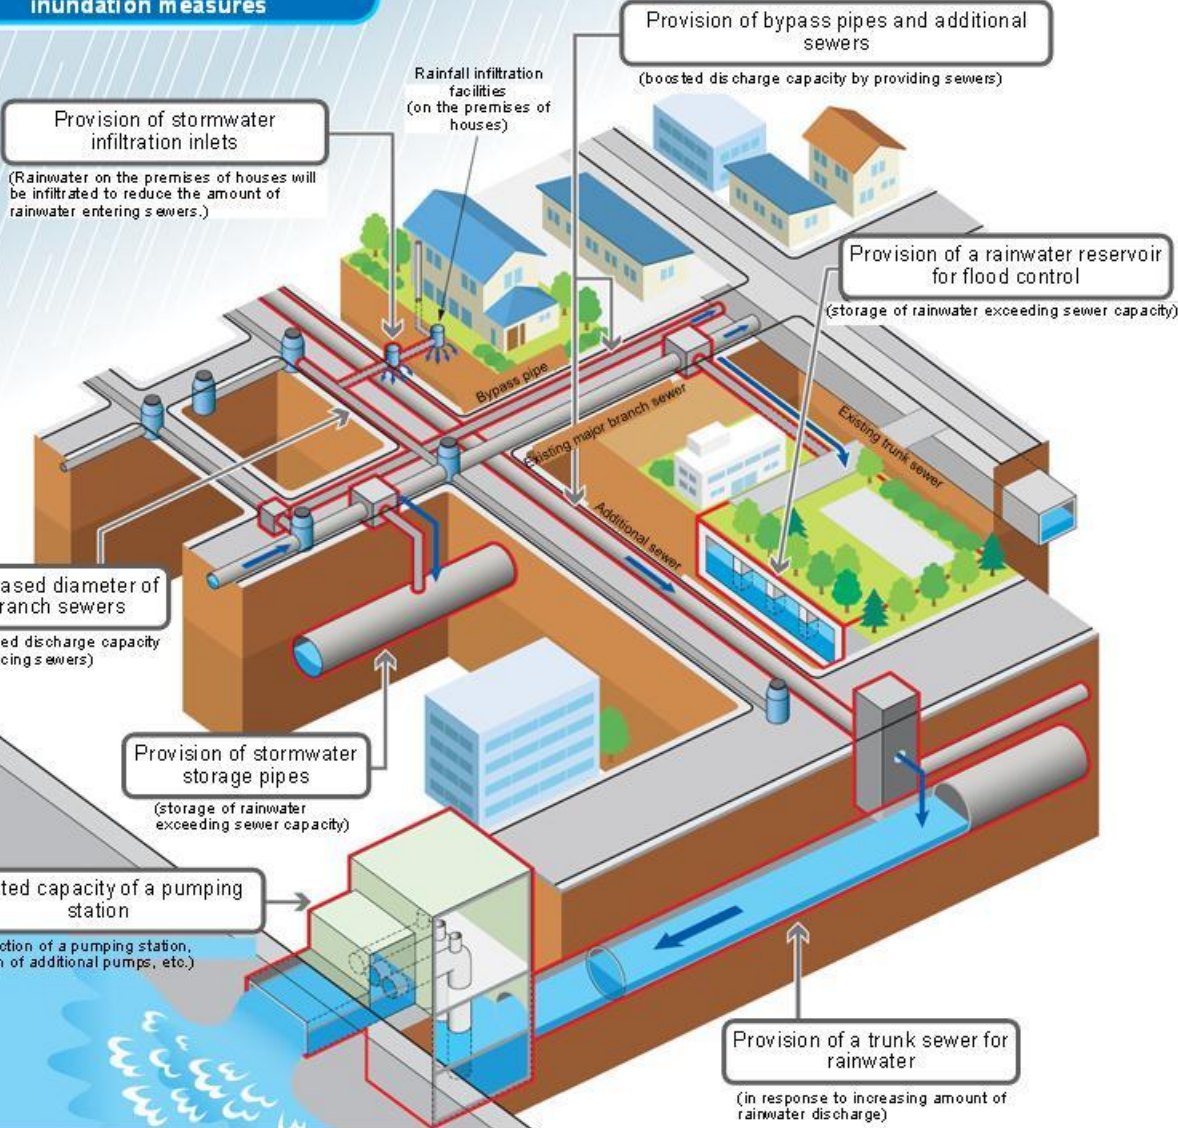 inundation measures
Provision of bypass pipes and additional
sewers
(boosted discharge capacity by providing sewers)
Rainfall infiltration
facilities
(on the premises of
houses)
Provision of stormwater
infiltration inlets
(Rainwater on the premises of houses will
be infiltrated to reduce the amount of
rainwater entering sewers.)
Provision of a rainwater reservoir
for flood control
(storage of rainwater exceeding sewer capacity)
Bypass pipe
Existing major branch sewer
Existing trunk sewer
Additional sewer
ased diameter of
ranch sewers
ed discharge capacity
cing sewers)
Provision of stormwater
storage pipes
(storage of rainwater
exceeding sewer capacity)
ted capacity of a pumping
station
ction of a pumping station,
n of additional pumps, etc.)
Provision of a trunk sewer for
rainwater
(in response to increasing amount of
rainwater discharge)